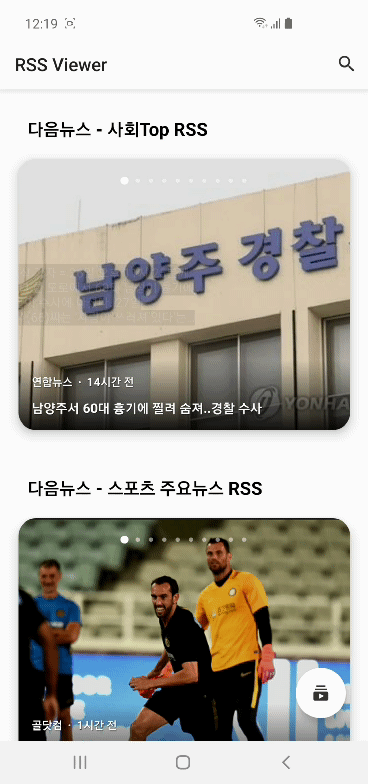 12:19
RSS Viewer
다음뉴스 - 사회Top RSS
남양주 경찰
YONHA
연합뉴스 · 14시간 전
남양주서 60대 흉기에 찔려 숨져..경찰 수사
다음뉴스 - 스포츠 주요뉴스 RSS
골닷컴 · 1시간 전